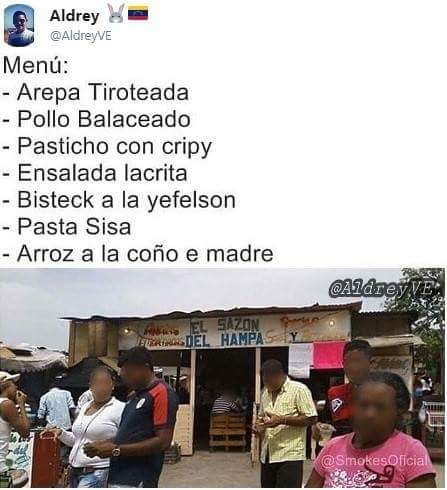 Aldrey
@AldreyVE
Menú:
- Arepa Tiroteada
- Pollo Balaceado
- Pasticho con cripy
- Ensalada lacrita
- Bisteck a la yefelson
- Pasta Sisa
- Arroz a la coño e madre
@AldreyVE
EL SAZON
DEL HAMPA
Y
@SmokesOficial